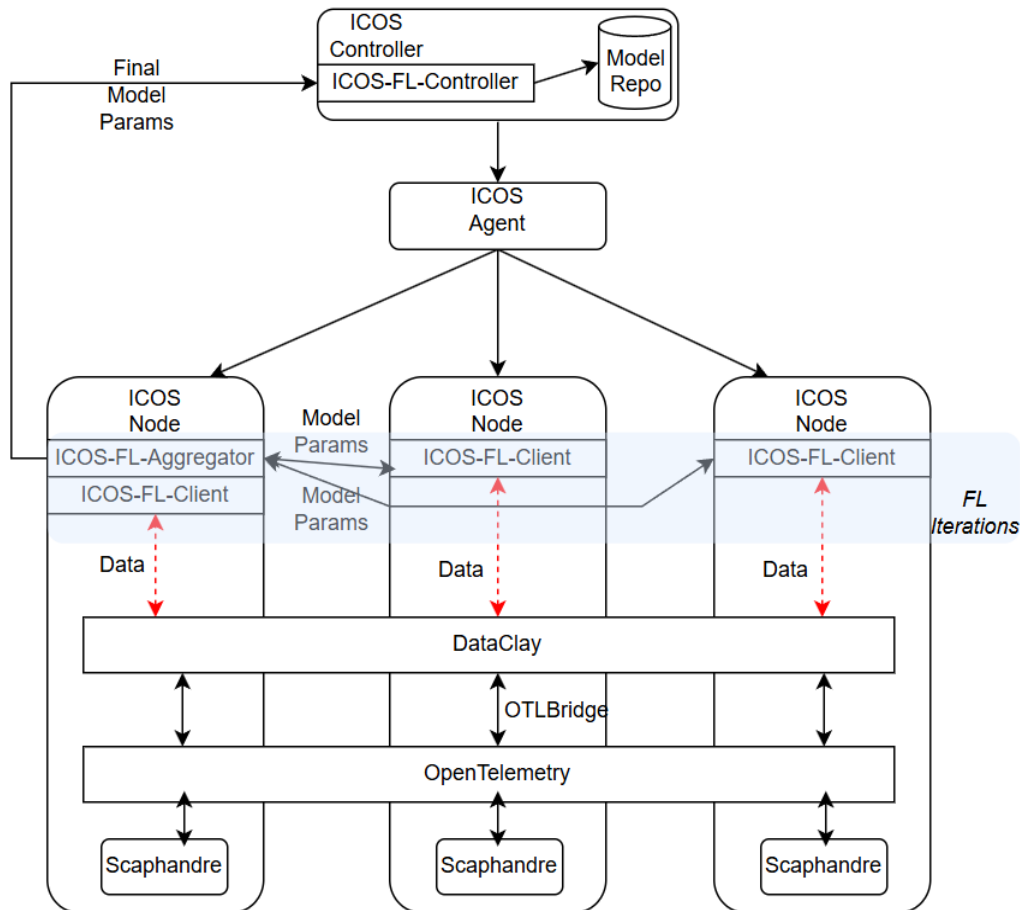 ICOS
Controller
ICOS-FL-Controller
Model
Repo
Final
Model
Params
ICOS
Agent
ICOS
Node
ICOS
Node
ICOS
Node
Model
Params
ICOS-FL-Aggregator
ICOS-FL-Client
ICOS-FL-Client
ICOS-FL-Client
Model
Params
FL
Iterations
Data
Data
Data
DataClay
OTLBridge
OpenTelemetry
Scaphandre
Scaphandre
Scaphandre